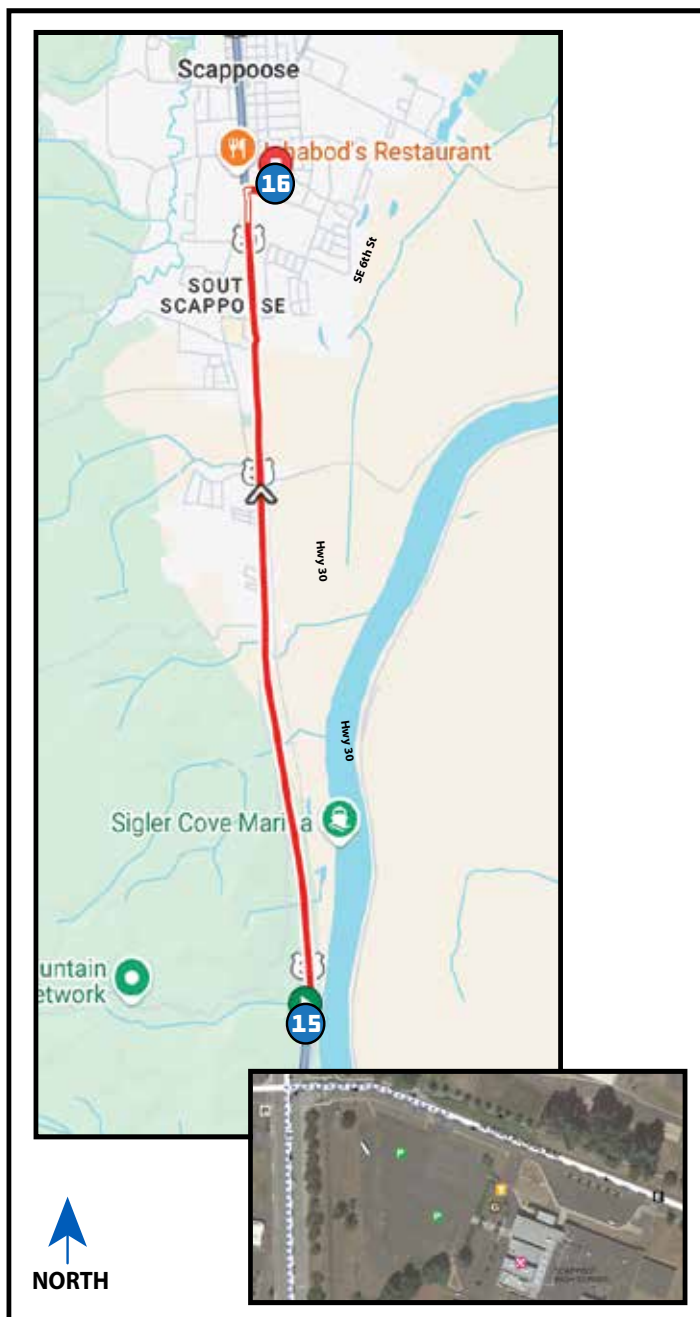 Scappoose
Ichabod's Restaurant
16
SE 6th St
SOUT
SCAPPO SE
Hwy 30
Hwy 30
Sigler Cove Marina
untain
etwork
15
P
P
P
NORTH